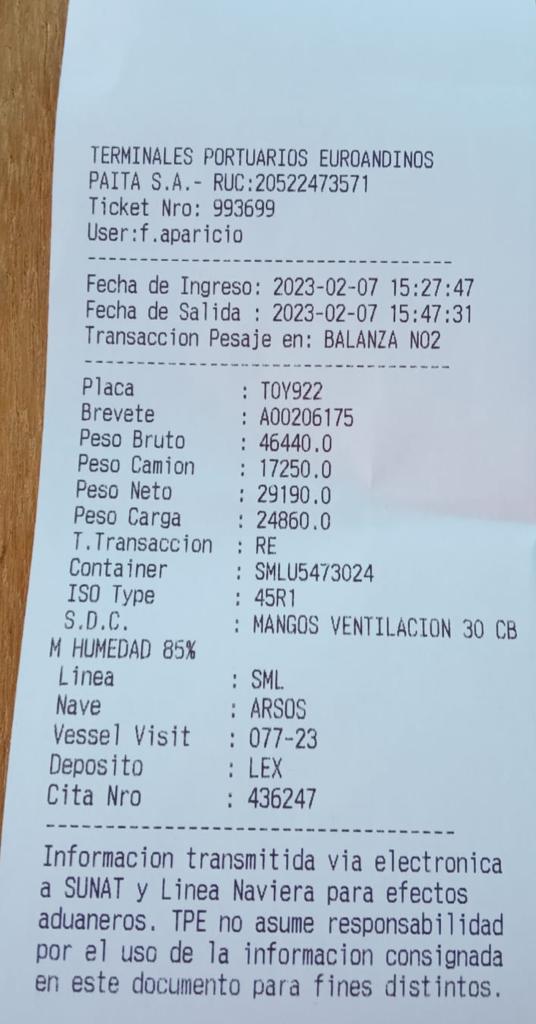 TERMINALES PORTUARIOS EUROANDINOS
PAITA S.A.- RUC:20522473571
Ticket Nro: 993699
User:f.aparicio
----------------------------------
Fecha de Ingreso: 2023-02-07 15:27:47
Fecha de Salida : 2023-02-07 15:47:31
Transaccion Pesaje en: BALANZA NO2
----------------------------------
Placa : TOY922
Brevete : A00206175
Peso Bruto : 46440.0
Peso Camion : 17250.0
Peso Neto : 29190.0
Peso Carga : 24860.0
T.Transaccion : RE
Container : SMLU5473024
ISO Type : 45R1
S.D.C. : MANGOS VENTILACION 30 CB
M HUMEDAD 85%
Linea : SML
Nave : ARSOS
Vessel Visit : 077-23
Deposito : LEX
Cita Nro : 436247
----------------------------------
Informacion transmitida via electronica
a SUNAT y Linea Naviera para efectos
aduaneros. TPE no asume responsabilidad
por el uso de la informacion consignada
en este documento para fines distintos.